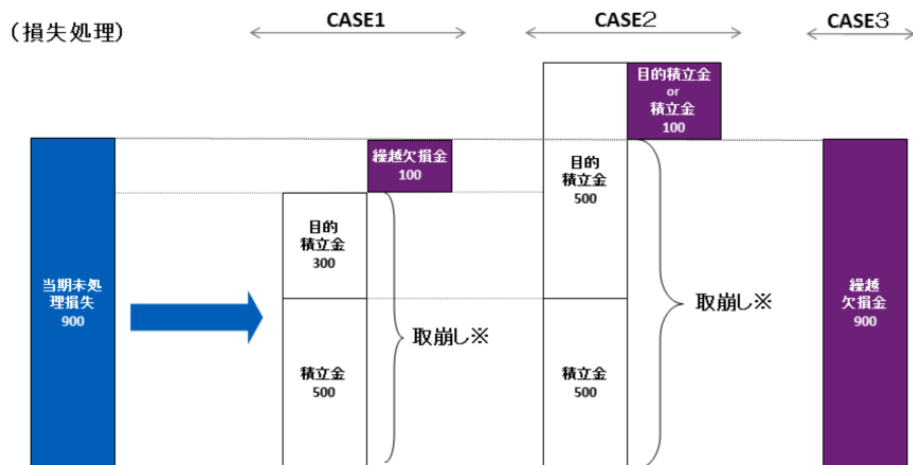 (損失処理)
CASE1
CASE2
CASE3
当期未処
理損失
900
繰越欠損金
100
目的
積立金
300
積立金
500
取崩し※
目的積立金
or
積立金
100
目的
積立金
500
積立金
500
取崩し※
繰越
欠損金
900